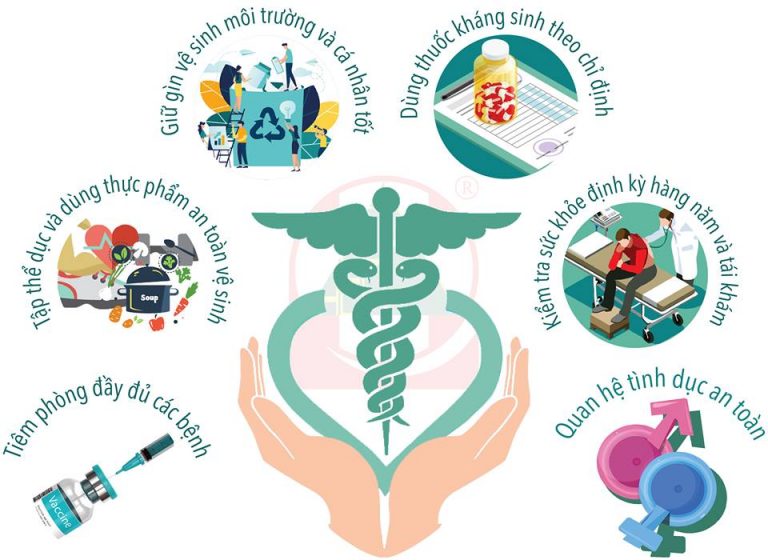 Giữ gìn vệ sinh môi trường và cá nhân tốt
Dùng thuốc kháng sinh theo chỉ định
®
Tập thể dục và dùng thực phẩm an toàn vệ sinh
Soup
Kiểm tra sức khỏe định kỳ hàng năm và tái khám
Tiêm phòng đầy đủ các bệnh
Vaccine
Quan hệ tình dục an toàn